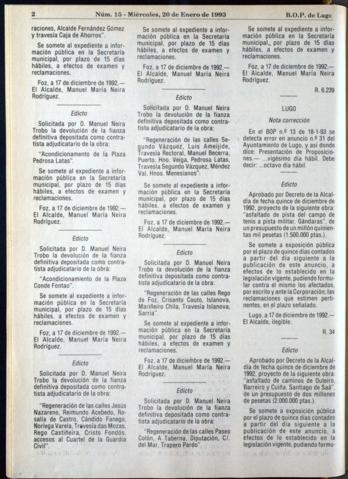 2 Núm. 15 - Miércoles, 20 de Enero de 1993 B.O.P. de Lugo
raciones, Alcalde Fernández Gómez
y travesía Caja de Ahorros".
Se somete al expediente a infor-
mación pública en la Secretaría
municipal, por plazo de 15 días
hábiles, a efectos de examen y
reclamaciones.
Foz, a 17 de diciembre de 1992.—
El Alcalde, Manuel María Neira
Rodríguez.
Edicto
Solicitada por D. Manuel Neira
Trobo la devolución de la fianza
definitiva depositada como contra-
tista adjudicatario de la obra:
"Acondicionamento de la Plaza
Pedrosa Latas".
Se somete el expediente a infor-
mación pública en la Secretaría
municipal, por plazo de 15 días
hábiles, a efectos de examen y
reclamaciones.
Foz, a 17 de diciembre de 1992.—
El Alcalde, Manuel María Neira
Rodríguez.
Edicto
Solicitada por D. Manuel Neira
Trobo la devolución de la fianza
definitiva depositada como contra-
tista adjudicatario de la obra:
"Acondicionamento de la Plaza
Conde Fontao".
Se somete al expediente a infor-
mación pública en la Secretaría
municipal, por plazo de 15 días
hábiles, a efectos de examen y
reclamaciones.
Foz, a 17 de diciembre de 1992.—
El Alcalde, Manuel María Neira
Rodríguez.
Edicto
Solicitada por D. Manuel Neira
Trobo la devolución de la fianza
definitiva depositada como contra-
tista adjudicatario de la obra:
"Regeneración de las calles Jesús
Nazareno, Raimundo Acebedo, Ro-
salía de Castro, Cándido Fanego,
Noriega Varela, Travesía das Mozas,
Rego Castiñeira, Cristo Fondós,
accesos al Cuartel de la Guardia
Civil".
Se somete al expediente a infor-
mación pública en la Secretaría
municipal, por plazo de 15 días
hábiles, a efectos de examen y
reclamaciones.
Foz, a 17 de diciembre de 1992.—
El Alcalde, Manuel María Neira
Rodríguez.
Edicto
Solicitada por D. Manuel Neira
Trobo la devolución de la fianza
definitiva depositada como contra-
tista adjudicatario de la obra:
"Regeneración de las calles Se-
gundo Vázquez, Luis Ameijide,
Travesía Rectoral, Manuel Becerra,
Puerto, Hno. Veiga, Pedrosa Latas,
Travesía Segundo Vázquez, Méndez
Val, Hnos. Menesianos".
Se somete al expediente a infor-
mación pública en la Secretaría
municipal, por plazo de 15 días
hábiles, a efectos de examen y
reclamaciones.
Foz, a 17 de diciembre de 1992.—
El Alcalde, Manuel María Neira
Rodríguez.
Edicto
Solicitada por D. Manuel Neira
Trobo la devolución de la fianza
definitiva depositada como contra-
tista adjudicatario de la obra:
"Regeneración de las calles Rego
de Foz, Crisanto Couto, Islanova,
Mariñeiro Chila, Travesía Islanova,
Sarria".
Se somete al expediente a infor-
mación pública en la Secretaría
municipal, por plazo de 15 días
hábiles, a efectos de examen y
reclamaciones.
Foz, a 17 de diciembre de 1992.—
El Alcalde, Manuel María Neira
Rodríguez.
Edicto
Solicitada por D. Manuel Neira
Trobo la devolución de la fianza
definitiva depositada como contra-
tista adjudicatario de la obra:
"Regeneración de las calles Paseo
Colón, A Taberna, Diputación, C/.
del Mar, Trapero Pardo".
Se somete al expediente a infor-
mación pública en la Secretaría
municipal, por plazo de 15 días
hábiles, a efectos de examen y
reclamaciones.
Foz, a 17 de diciembre de 1992.—
El Alcalde, Manuel María Neira
Rodríguez.
R. 6.239
LUGO
Nota corrección
En el BOP n.º 13 de 18-1-93 se
detecta error en anuncio n.º 31 del
Ayuntamiento de Lugo, y así donde
dice: Presentación de Proposicio-
nes.— ...vigésimo día hábil. Debe
decir: ...octavo día hábil.
Edicto
Aprobado por Decreto de la Alcal-
día de fecha quince de diciembre de
1992, proyecto de la siguiente obra
"asfaltado de pista del campo de
tenis a pista militar. Gándaras", de
un presupuesto de un millón quinien-
tas mil pesetas (1.500.000 ptas.).
Se somete a exposición pública
por el plazo de quince días contados
a partir del día siguiente a la
publicación de este anuncio, a
efectos de lo establecido en la
legislación vigente, pudiendo formu-
lar contra el mismo los afectados,
por escrito y ante la Corporación, las
reclamaciones que estimen perti-
nentes, en el plazo señalado.
Lugo, a 17 de diciembre de 1992.—
El Alcalde, ilegible.
R. 34
Edicto
Aprobado por Decreto de la Alcal-
día de fecha quince de diciembre de
1992, proyecto de la siguiente obra
"asfaltado de caminos de Outeiro,
Barreiro y Cuíña. Santiago de Saá"
de un presupuesto de dos millones
de pesetas (2.000.000 ptas.).
Se somete a exposición pública
por el plazo de quince días contados
a partir del día siguiente a la
publicación de este anuncio, a
efectos de lo establecido en la
legislación vigente, pudiendo formu-